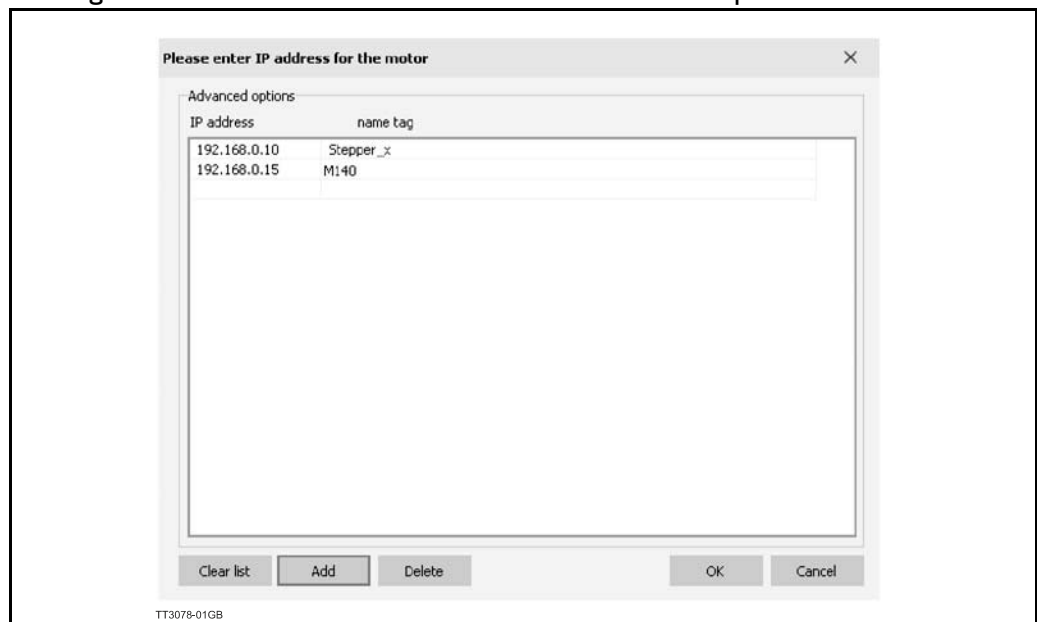 Please enter IP address for the motor
Advanced options
IP address name tag
192.168.0.10 Stepper_x
192.168.0.15 M140
Clear list Add Delete OK Cancel
TT3078-01GB